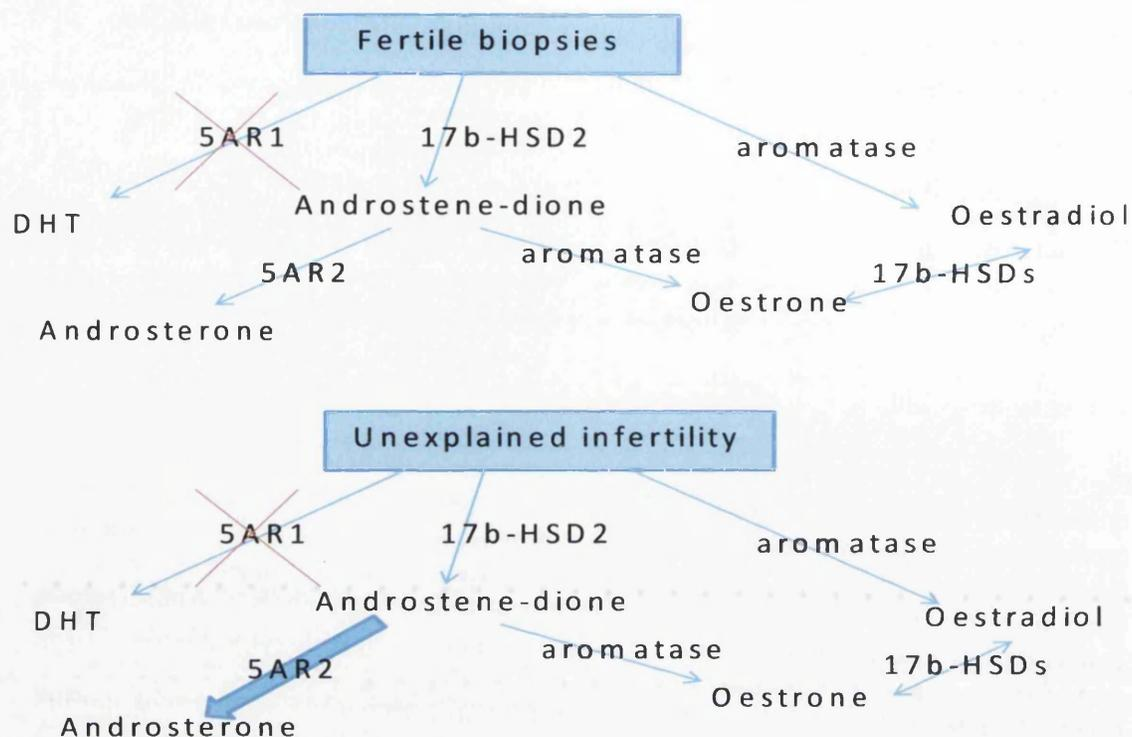 Fertile biopsies
5AR1
17b-HSD2
aromatase
DHT
Androstene-dione
Oestradiol
5AR2
aromatase
17b-HSDs
Androsterone
Oestrone
Unexplained infertility
5AR1
17b-HSD2
aromatase
DHT
Androstene-dione
Oestradiol
5AR2
aromatase
17b-HSDs
Androsterone
Oestrone